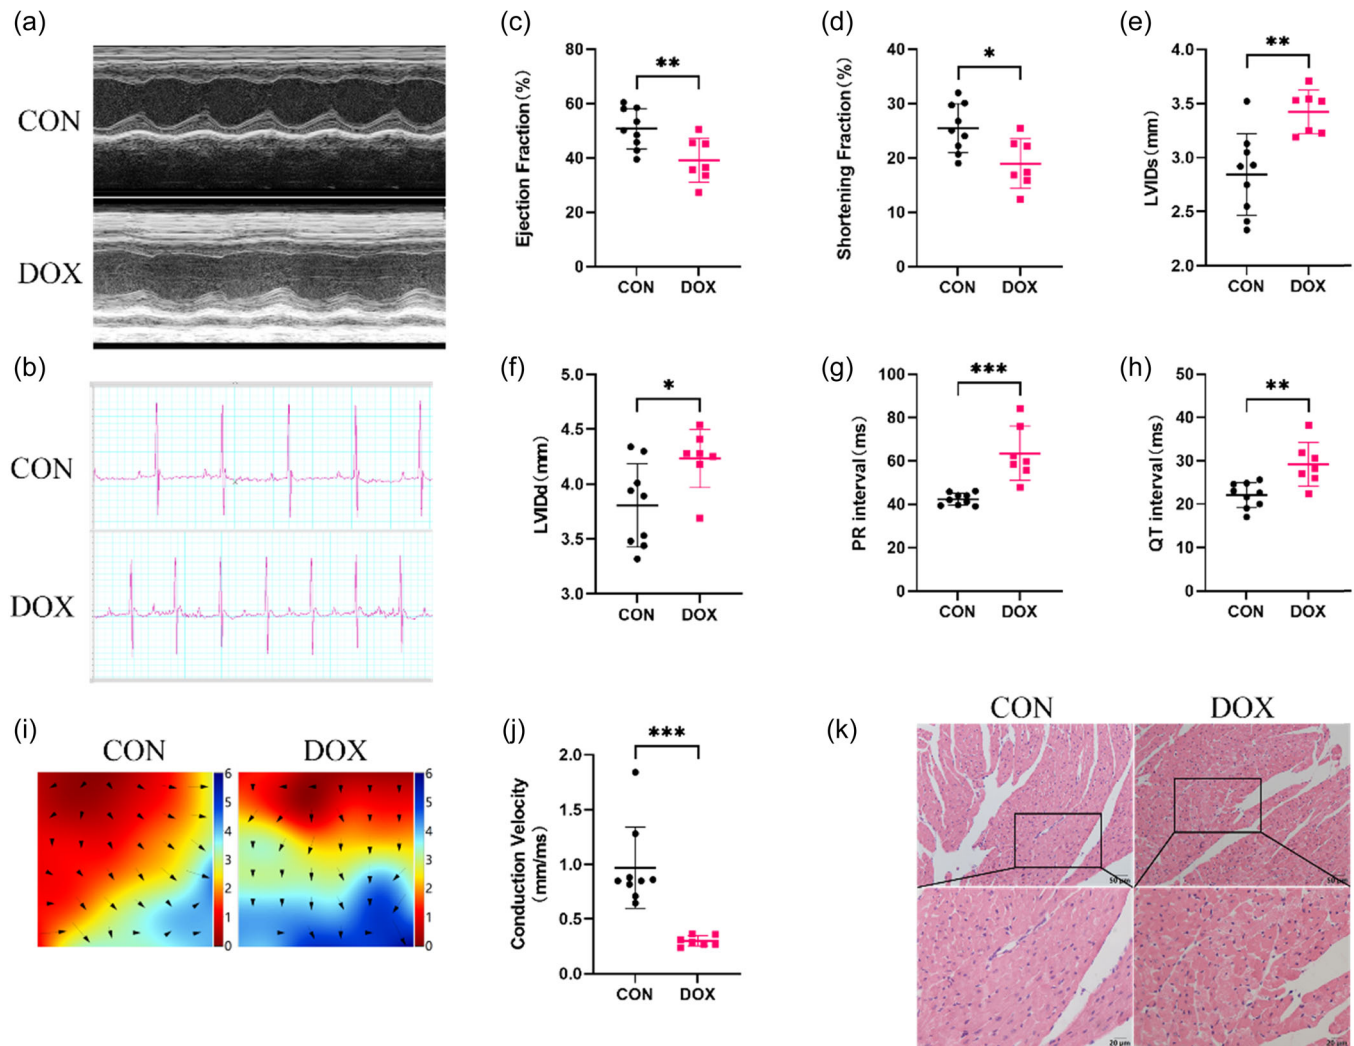 (a)
CON
DOX
(b)
CON
DOX
(c)
Ejection Fraction (%)
80
60
40
20
0
**
CON DOX
(d)
Shortening Fraction (%)
40
30
20
10
0
*
CON DOX
(e)
LVIDs (mm)
4.0
3.5
3.0
2.5
2.0
**
CON DOX
(f)
LVIDd (mm)
5.0
4.5
4.0
3.5
3.0
*
CON DOX
(g)
PR interval (ms)
100
80
60
40
20
0
***
CON DOX
(h)
QT interval (ms)
50
40
30
20
10
0
**
CON DOX
(i)
CON DOX
6
5
4
3
2
1
0
6
5
4
3
2
1
0
(j)
Conduction Velocity
(mm/ms)
2.0
1.5
1.0
0.5
0.0
***
CON DOX
(k)
CON DOX
50 μm
50 μm
20 μm
20 μm